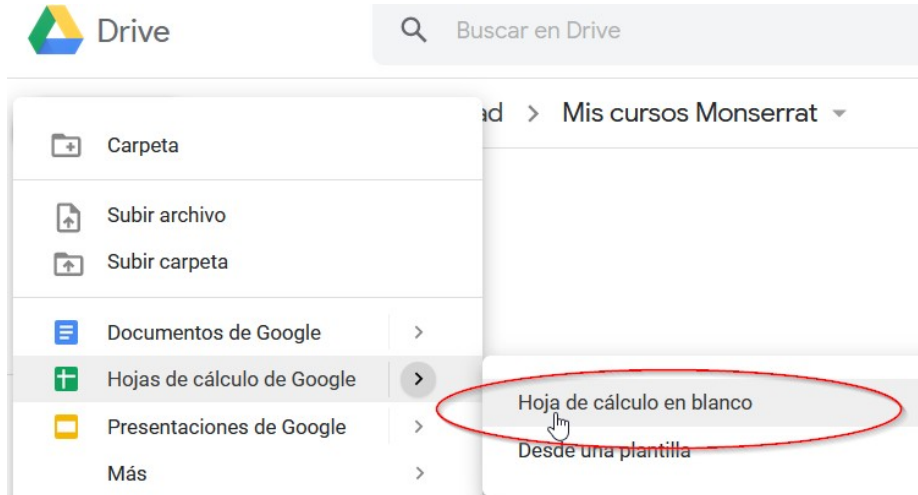 Drive
Buscar en Drive
ad > Mis cursos Monserrat
Carpeta
Subir archivo
Subir carpeta
Documentos de Google >
Hojas de cálculo de Google >
Hoja de cálculo en blanco
Presentaciones de Google >
Desde una plantilla
Más >